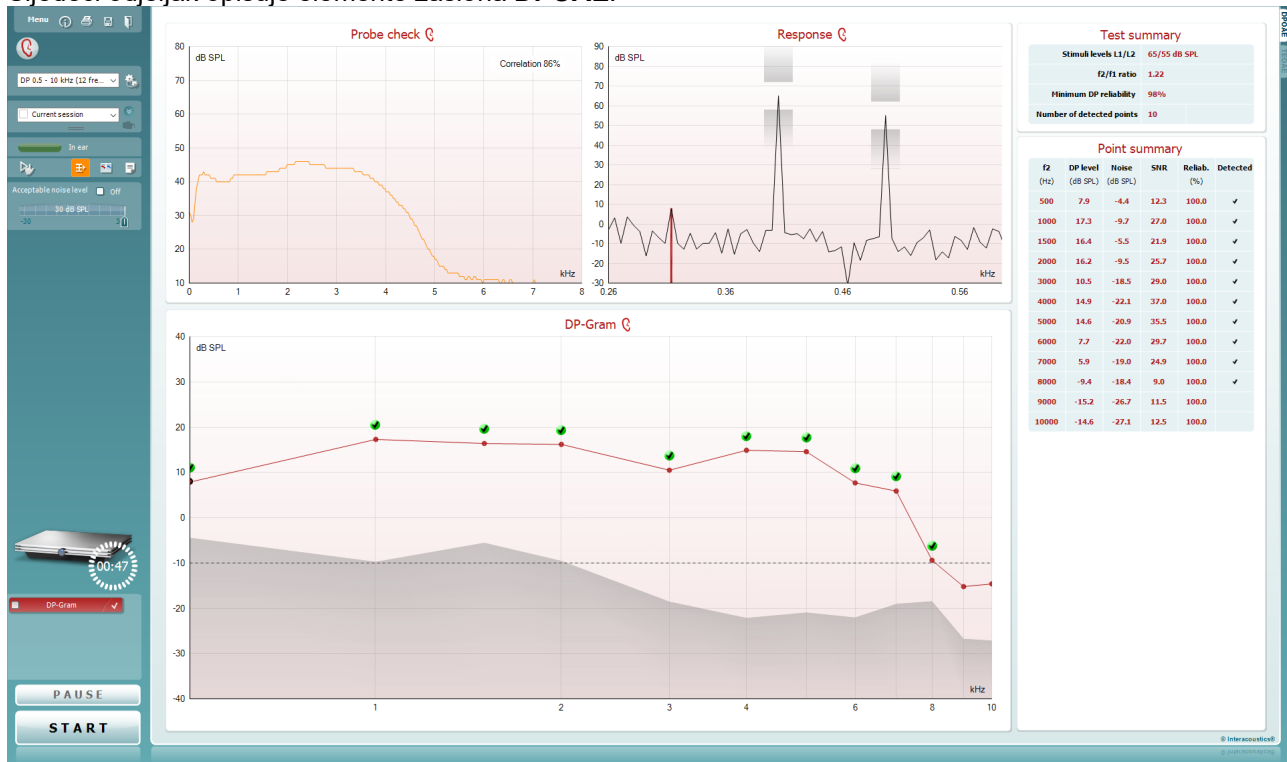 Sljedeći odjeljak opisuje elemente zaslona DPOAE.
Menu
DP 0.5 - 10 kHz (12 fre...
Current session
In ear
Acceptable noise level Off
30 dB SPL
-30 30
00:47
DP-Gram
PAUSE
START
Probe check
dB SPL
Correlation 86%
80
70
60
50
40
30
20
10
kHz
0 1 2 3 4 5 6 7 8
Response
dB SPL
90
80
70
60
50
40
30
20
10
0
-10
-20
-30
kHz
0.26 0.36 0.46 0.56
DP-Gram
dB SPL
40
30
20
10
0
-10
-20
-30
-40
kHz
1 2 3 4 6 8 10
Test summary
Stimuli levels L1/L2 65/55 dB SPL
f2/f1 ratio 1.22
Minimum DP reliability 98%
Number of detected points 10
Point summary
f2 DP level Noise SNR Reliab. Detected
(Hz) (dB SPL) (dB SPL) (%)
500 7.9 -4.4 12.3 100.0 ✓
1000 17.3 -9.7 27.0 100.0 ✓
1500 16.4 -5.5 21.9 100.0 ✓
2000 16.2 -9.5 25.7 100.0 ✓
3000 10.5 -18.5 29.0 100.0 ✓
4000 14.9 -22.1 37.0 100.0 ✓
5000 14.6 -20.9 35.5 100.0 ✓
6000 7.7 -22.0 29.7 100.0 ✓
7000 5.9 -19.0 24.9 100.0 ✓
8000 -9.4 -18.4 9.0 100.0 ✓
9000 -15.2 -26.7 11.5 100.0
10000 -14.6 -27.1 12.5 100.0
DPOAE
TEOAE
© Interacoustics®